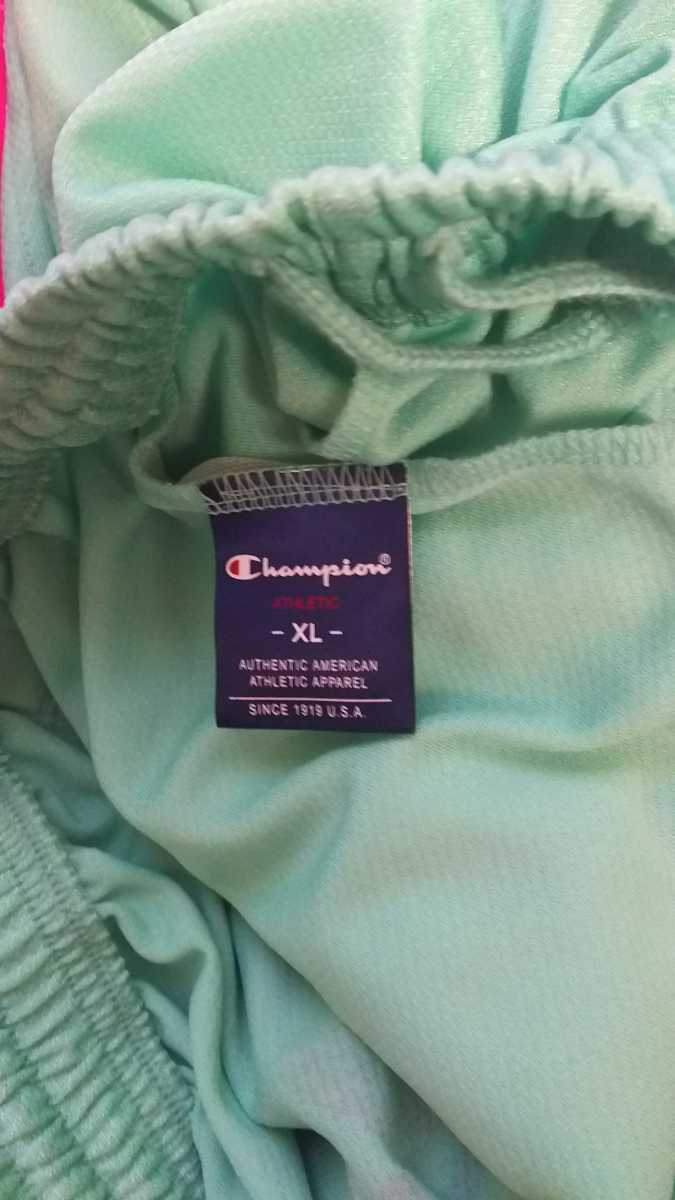 Champion®
ATHLETIC
- XL -
AUTHENTIC AMERICAN
ATHLETIC APPAREL
SINCE 1919 U.S.A.